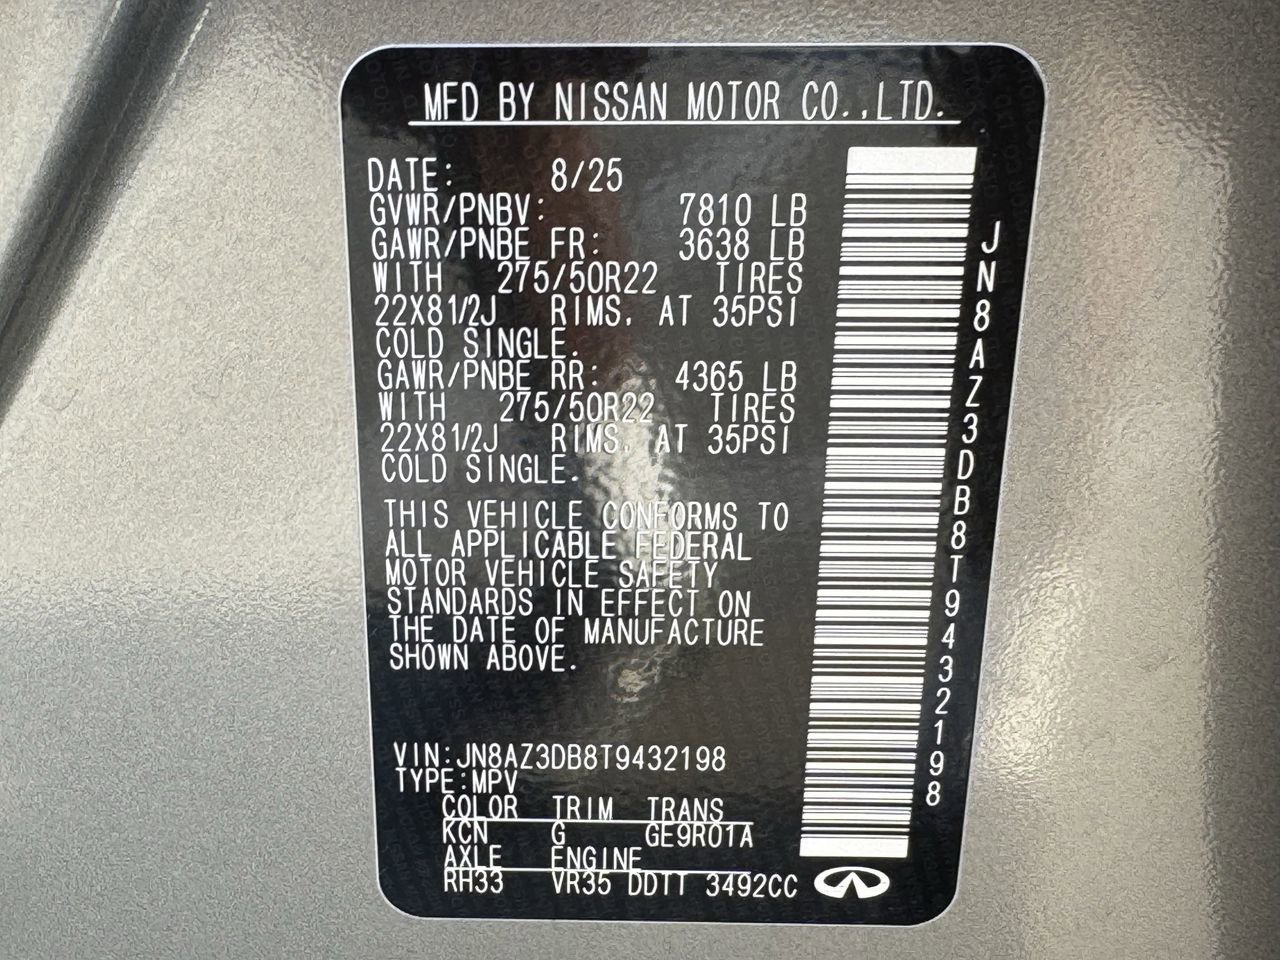 MFD BY NISSAN MOTOR CO.,LTD.
DATE: 8/25
GVWR/PNBV: 7810 LB
GAWR/PNBE FR: 3638 LB
WITH 275/50R22 TIRES
22X81/2J RIMS, AT 35PSI
COLD SINGLE.
GAWR/PNBE RR: 4365 LB
WITH 275/50R22 TIRES
22X81/2J RIMS, AT 35PSI
COLD SINGLE.
THIS VEHICLE CONFORMS TO
ALL APPLICABLE FEDERAL
MOTOR VEHICLE SAFETY
STANDARDS IN EFFECT ON
THE DATE OF MANUFACTURE
SHOWN ABOVE.
VIN:JN8AZ3DB8T9432198
TYPE:MPV
COLOR TRIM TRANS
KCN G GE9R01A
AXLE ENGINE
RH33 VR35 DDTT 3492CC
JN8AZ3DB8T9432198